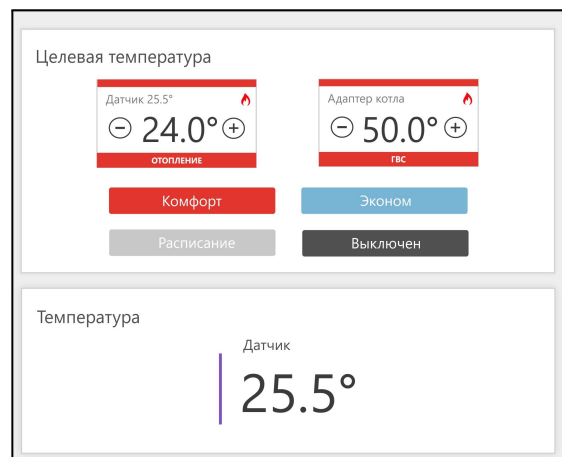 Целевая температура
Датчик 25.5°
24.0°
ОТОПЛЕНИЕ
Адаптер котла
50.0°
ГВС
Комфорт
Эконом
Расписание
Выключен
Температура
Датчик
25.5°